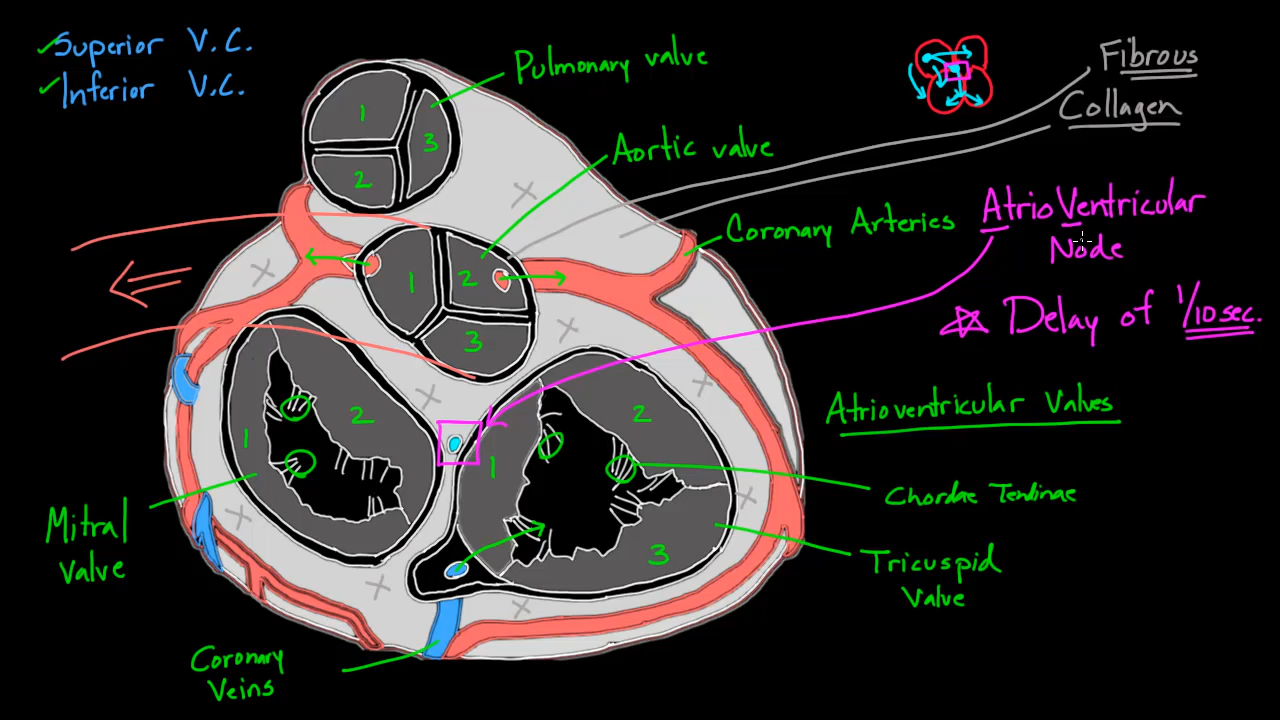 Superior V.C.
Inferior V.C.
Pulmonary valve
Fibrous
Collagen
Aortic valve
AtrioVentricular
Node
Coronary Arteries
Delay of 1/10 sec.
Atrioventricular Valves
Chordae Tendinae
Tricuspid
Valve
Mitral
valve
Coronary
Veins
1
2
3
1
2
3
1
2
1
2
3